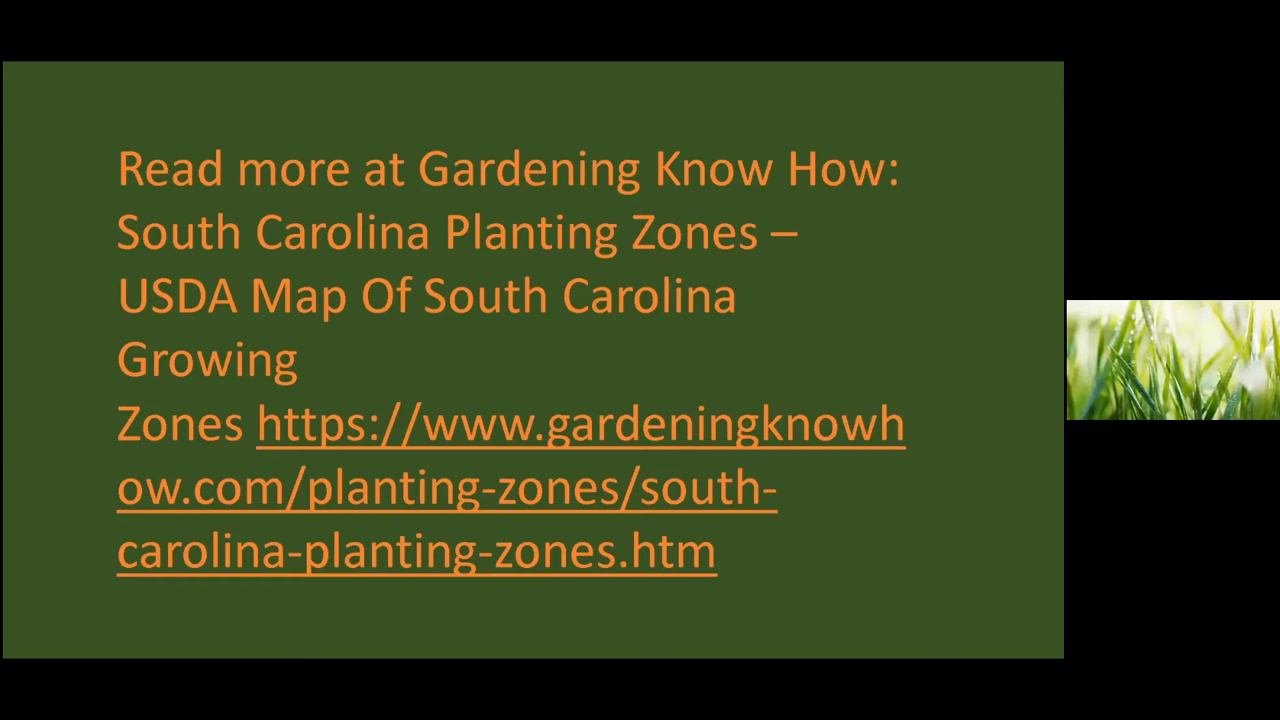 Read more at Gardening Know How:
South Carolina Planting Zones –
USDA Map Of South Carolina
Growing
Zones https://www.gardeningknowh
ow.com/planting-zones/south-
carolina-planting-zones.htm